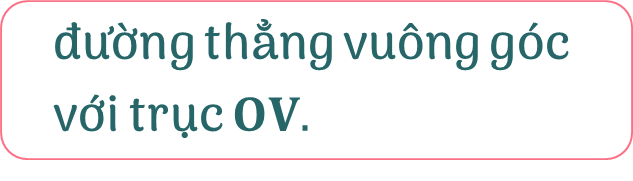 đường thẳng vuông góc
với trục OV.